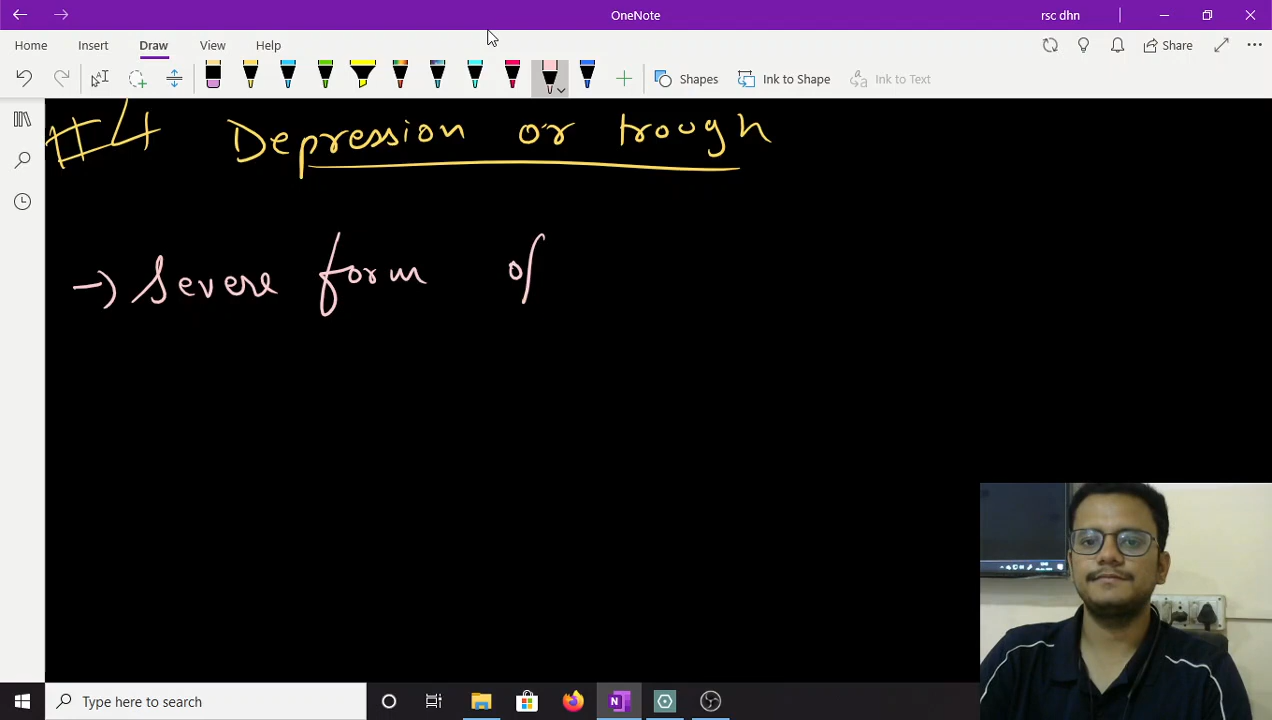 OneNote
rsc dhn
Home Insert Draw View Help
Share
Shapes
Ink to Shape
Ink to Text
#4 Depression or trough
→ Severe form of
Type here to search